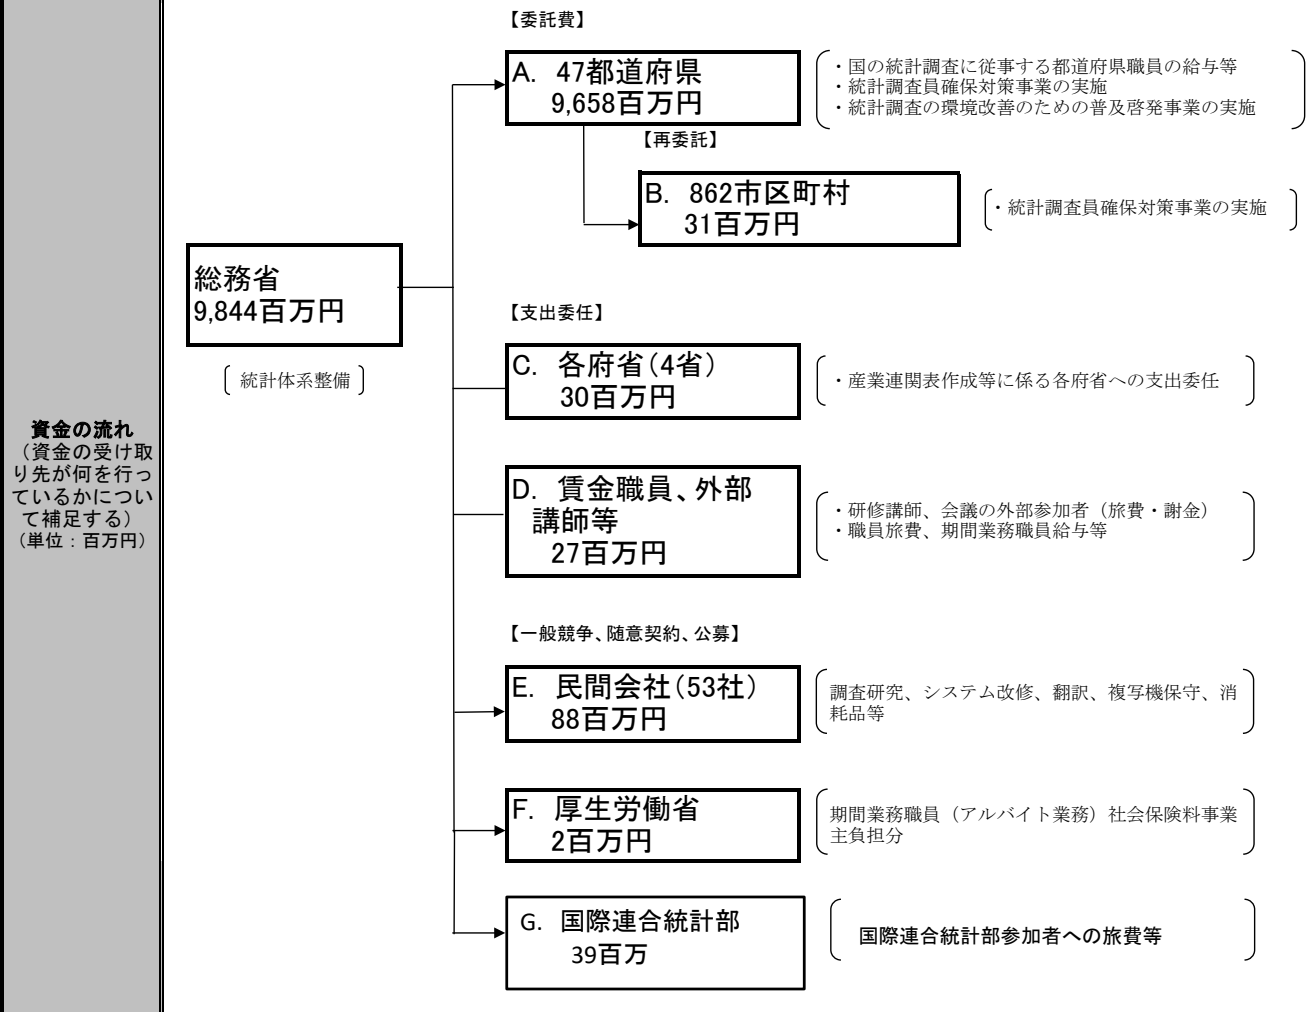 資金の流れ
（資金の受け取
り先が何を行っ
ているかについ
て補足する）
（単位：百万円）
総務省
9,844百万円
統計体系整備
【委託費】
A. 47都道府県
9,658百万円
・国の統計調査に従事する都道府県職員の給与等
・統計調査員確保対策事業の実施
・統計調査の環境改善のための普及啓発事業の実施
【再委託】
B. 862市区町村
31百万円
・統計調査員確保対策事業の実施
【支出委任】
C. 各府省（4省）
30百万円
・産業連関表作成等に係る各府省への支出委任
D. 賃金職員、外部
講師等
27百万円
・研修講師、会議の外部参加者（旅費・謝金）
・職員旅費、期間業務職員給与等
【一般競争、随意契約、公募】
E. 民間会社（53社）
88百万円
調査研究、システム改修、翻訳、複写機保守、消
耗品等
F. 厚生労働省
2百万円
期間業務職員（アルバイト業務）社会保険料事業
主負担分
G. 国際連合統計部
39百万
国際連合統計部参加者への旅費等